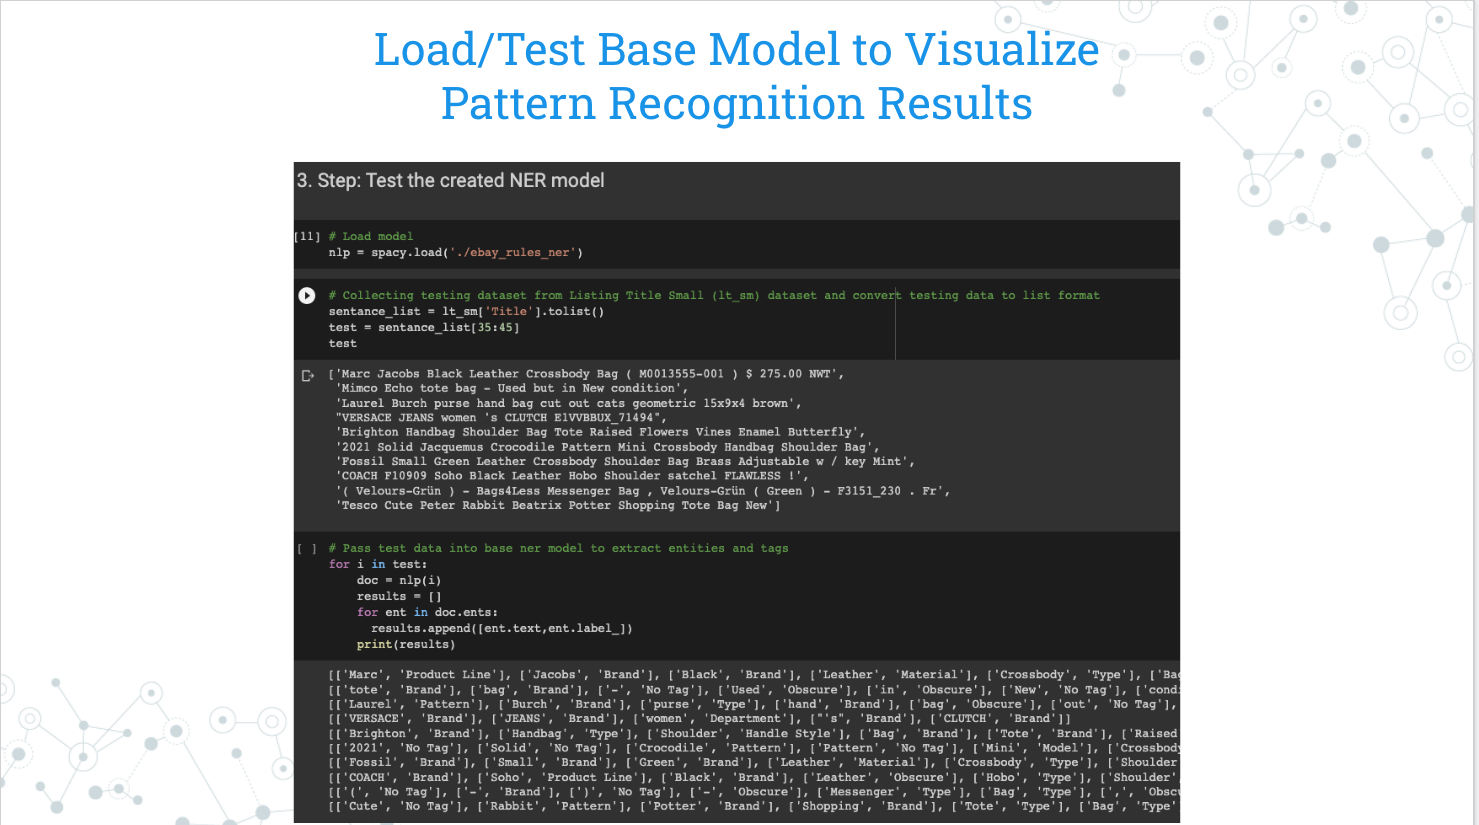 Load/Test Base Model to Visualize
Pattern Recognition Results
3. Step: Test the created NER model
[11] # Load model
nlp = spacy.load('./ebay_rules_ner')
# Collecting testing dataset from Listing Title Small (lt_sm) dataset and convert testing data to list format
sentance_list = lt_sm['Title'].tolist()
test = sentance_list[35:45]
test
['Marc Jacobs Black Leather Crossbody Bag ( M0013555-001 ) $ 275.00 NWT',
'Mimco Echo tote bag - Used but in New condition',
'Laurel Burch purse hand bag cut out cats geometric 15x9x4 brown',
"VERSACE JEANS women 's CLUTCH E1VVBBUX_71494",
'Brighton Handbag Shoulder Bag Tote Raised Flowers Vines Enamel Butterfly',
'2021 Solid Jacquemus Crocodile Pattern Mini Crossbody Handbag Shoulder Bag',
'Fossil Small Green Leather Crossbody Shoulder Bag Brass Adjustable w / key Mint',
'COACH F10909 Soho Black Leather Hobo Shoulder satchel FLAWLESS !',
'( Velours-Grün ) - Bags4Less Messenger Bag , Velours-Grün ( Green ) - F3151_230 . Fr',
'Tesco Cute Peter Rabbit Beatrix Potter Shopping Tote Bag New']
[ ] # Pass test data into base ner model to extract entities and tags
for i in test:
doc = nlp(i)
results = []
for ent in doc.ents:
results.append([ent.text,ent.label_])
print(results)
[['Marc', 'Product Line'], ['Jacobs', 'Brand'], ['Black', 'Brand'], ['Leather', 'Material'], ['Crossbody', 'Type'], ['Bag
[['tote', 'Brand'], ['bag', 'Brand'], ['-', 'No Tag'], ['Used', 'Obscure'], ['in', 'Obscure'], ['New', 'No Tag'], ['condi
[['Laurel', 'Pattern'], ['Burch', 'Brand'], ['purse', 'Type'], ['hand', 'Brand'], ['bag', 'Obscure'], ['out', 'No Tag'],
[['VERSACE', 'Brand'], ['JEANS', 'Brand'], ['women', 'Department'], ["'s", 'Brand'], ['CLUTCH', 'Brand']]
[['Brighton', 'Brand'], ['Handbag', 'Type'], ['Shoulder', 'Handle Style'], ['Bag', 'Brand'], ['Tote', 'Brand'], ['Raised
[['2021', 'No Tag'], ['Solid', 'No Tag'], ['Crocodile', 'Pattern'], ['Pattern', 'No Tag'], ['Mini', 'Model'], ['Crossbody
[['Fossil', 'Brand'], ['Small', 'Brand'], ['Green', 'Brand'], ['Leather', 'Material'], ['Crossbody', 'Type'], ['Shoulder
[['COACH', 'Brand'], ['Soho', 'Product Line'], ['Black', 'Brand'], ['Leather', 'Obscure'], ['Hobo', 'Type'], ['Shoulder',
[['(', 'No Tag'], ['-', 'Brand'], [')', 'No Tag'], ['-', 'Obscure'], ['Messenger', 'Type'], ['Bag', 'Type'], [',', 'Obscu
[['Cute', 'No Tag'], ['Rabbit', 'Pattern'], ['Potter', 'Brand'], ['Shopping', 'Brand'], ['Tote', 'Type'], ['Bag', 'Type'